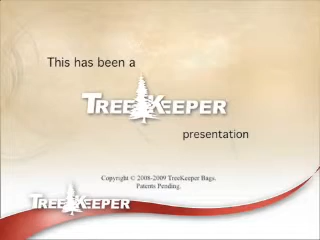 This has been a
TREEKEEPER
presentation
Copyright © 2008-2009 TreeKeeper Bags.
Patents Pending.
TREEKEEPER